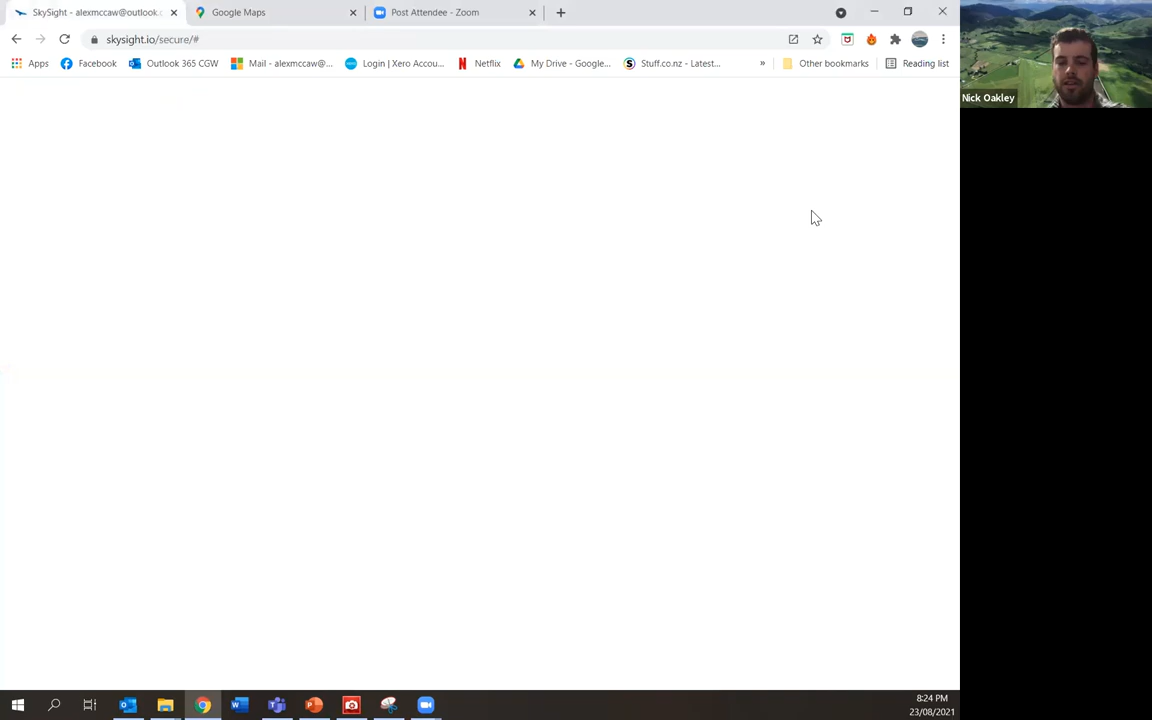 SkySight - alexmccaw@outlook.c
Google Maps
Post Attendee - Zoom
skysight.io/secure/#
Apps
Facebook
Outlook 365 CGW
Mail - alexmccaw@...
Login | Xero Accou...
Netflix
My Drive - Google...
Stuff.co.nz - Latest...
»
Other bookmarks
Reading list
Nick Oakley
8:24 PM
23/08/2021